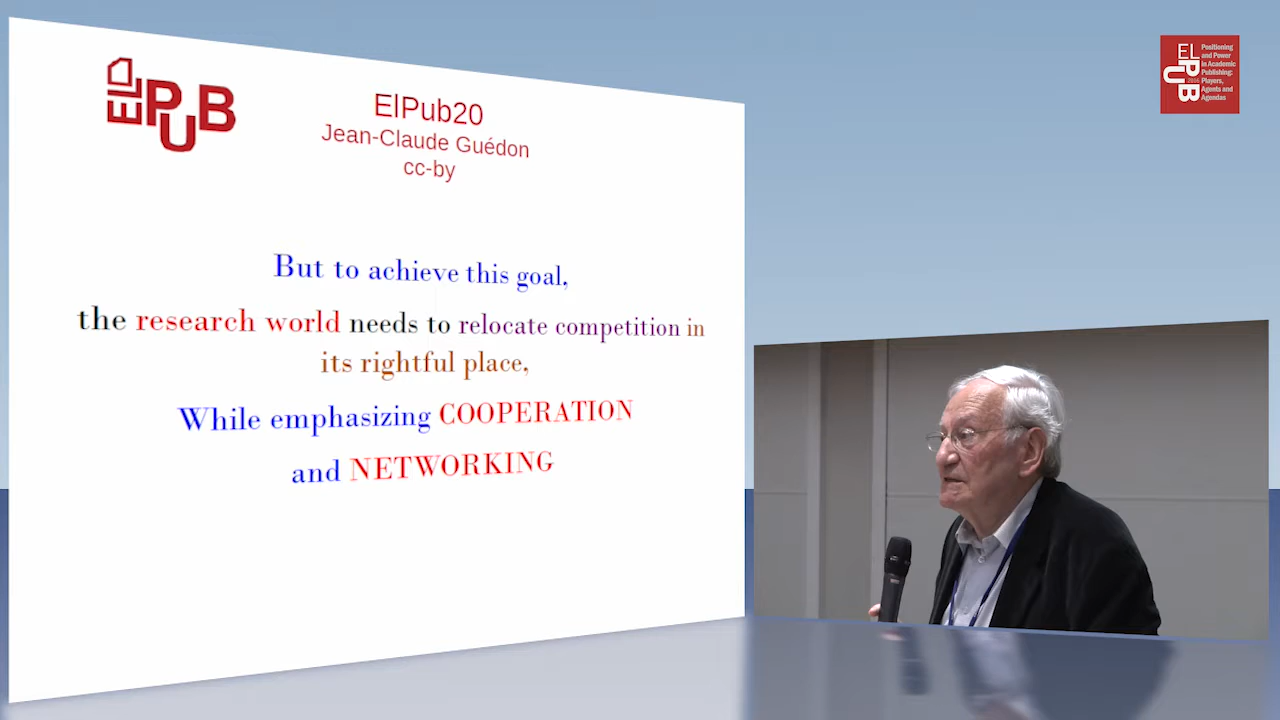 ElPUB
ElPub20
Jean-Claude Guédon
cc-by
But to achieve this goal,
the research world needs to relocate competition in
its rightful place,
While emphasizing COOPERATION
and NETWORKING
ELPUB
2016
Positioning
and Power
in Academic
Publishing:
Players,
Agents and
Agendas